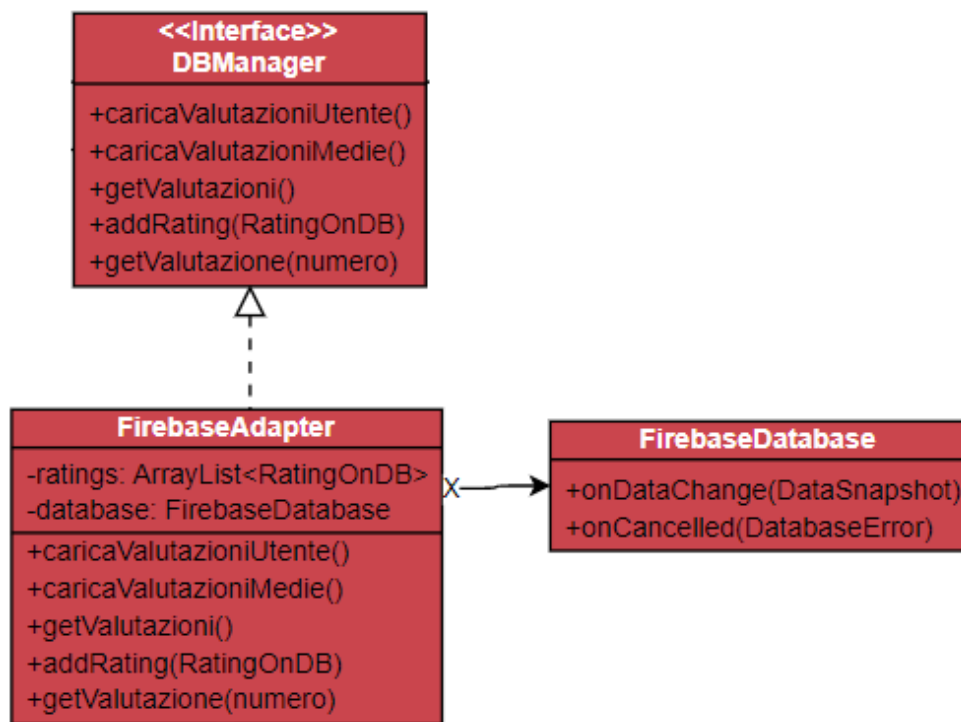 <<Interface>>
DBManager
+caricaValutazioniUtente()
+caricaValutazioniMedie()
+getValutazioni()
+addRating(RatingOnDB)
+getValutazione(numero)
FirebaseAdapter
-ratings: ArrayList<RatingOnDB>
-database: FirebaseDatabase
+caricaValutazioniUtente()
+caricaValutazioniMedie()
+getValutazioni()
+addRating(RatingOnDB)
+getValutazione(numero)
X
FirebaseDatabase
+onDataChange(DataSnapshot)
+onCancelled(DatabaseError)